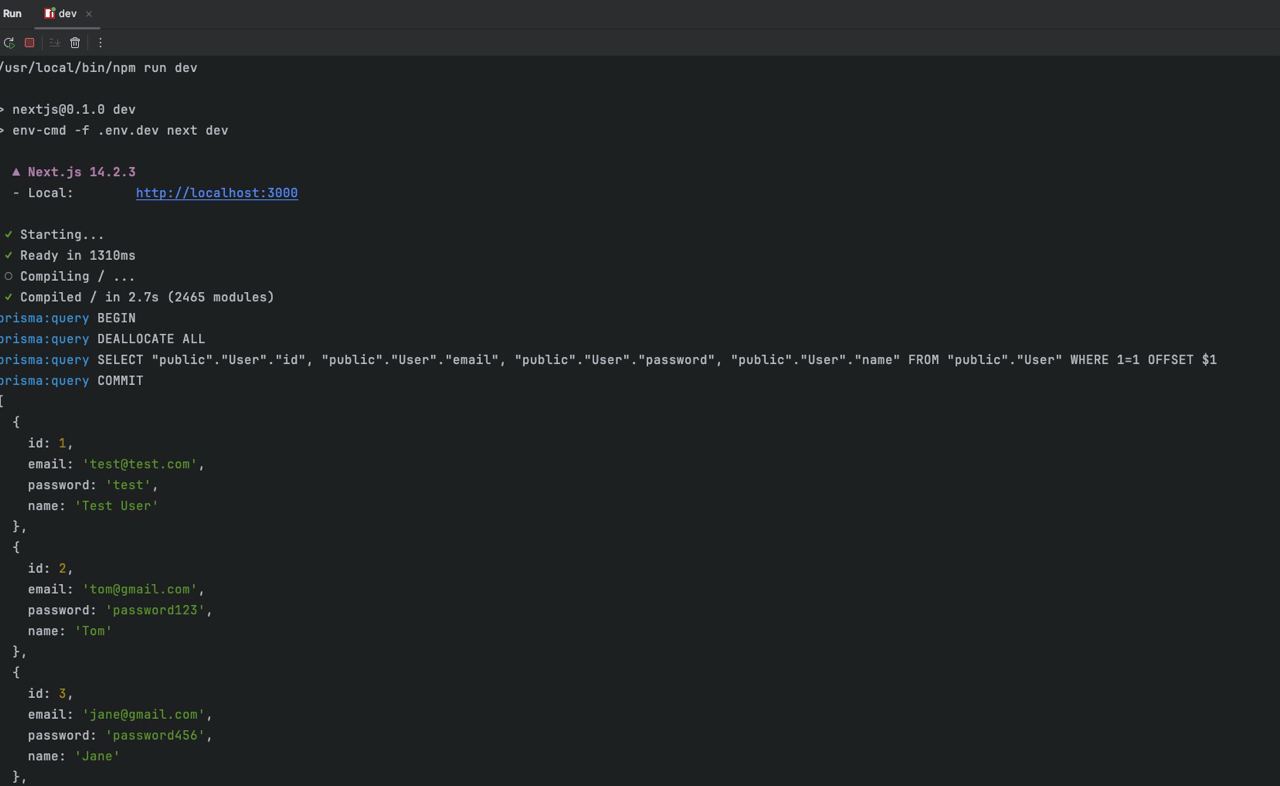 Run dev
/usr/local/bin/npm run dev
> nextjs@0.1.0 dev
> env-cmd -f .env.dev next dev
▲ Next.js 14.2.3
- Local: http://localhost:3000
✓ Starting...
✓ Ready in 1310ms
○ Compiling / ...
✓ Compiled / in 2.7s (2465 modules)
prisma:query BEGIN
prisma:query DEALLOCATE ALL
prisma:query SELECT "public"."User"."id", "public"."User"."email", "public"."User"."password", "public"."User"."name" FROM "public"."User" WHERE 1=1 OFFSET $1
prisma:query COMMIT
[
{
id: 1,
email: 'test@test.com',
password: 'test',
name: 'Test User'
},
{
id: 2,
email: 'tom@gmail.com',
password: 'password123',
name: 'Tom'
},
{
id: 3,
email: 'jane@gmail.com',
password: 'password456',
name: 'Jane'
},